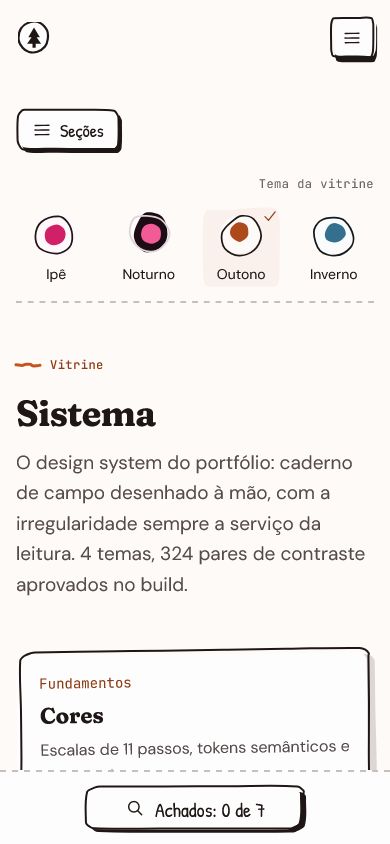 Seções
Tema da vitrine
Ipê
Noturno
Outono
Inverno
Vitrine
Sistema
O design system do portfólio: caderno
de campo desenhado à mão, com a
irregularidade sempre a serviço da
leitura. 4 temas, 324 pares de contraste
aprovados no build.
Fundamentos
Cores
Escalas de 11 passos, tokens semânticos e
Achados: 0 de 7